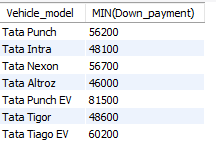 Vehicle_model MIN(Down_payment)
Tata Punch 56200
Tata Intra 48100
Tata Nexon 56700
Tata Altroz 46000
Tata Punch EV 81500
Tata Tigor 48600
Tata Tiago EV 60200